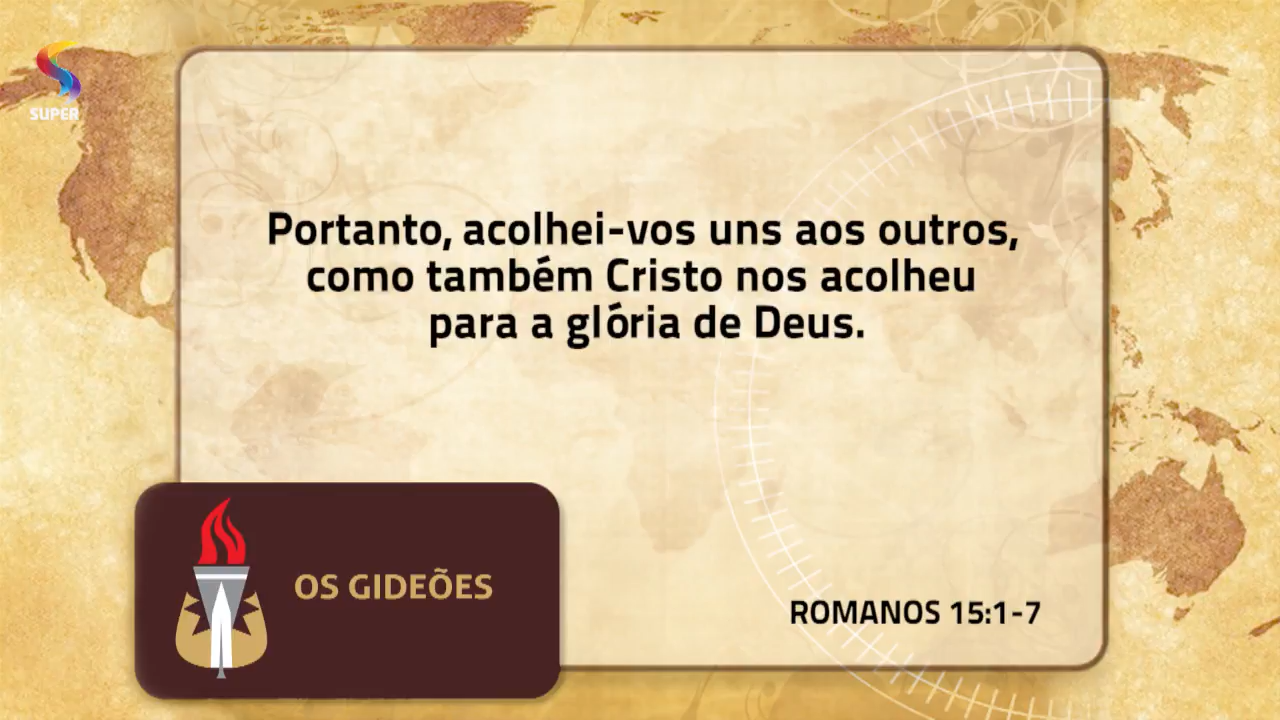 SUPER
Portanto, acolhei-vos uns aos outros,
como também Cristo nos acolheu
para a glória de Deus.
OS GIDEÕES
ROMANOS 15:1-7